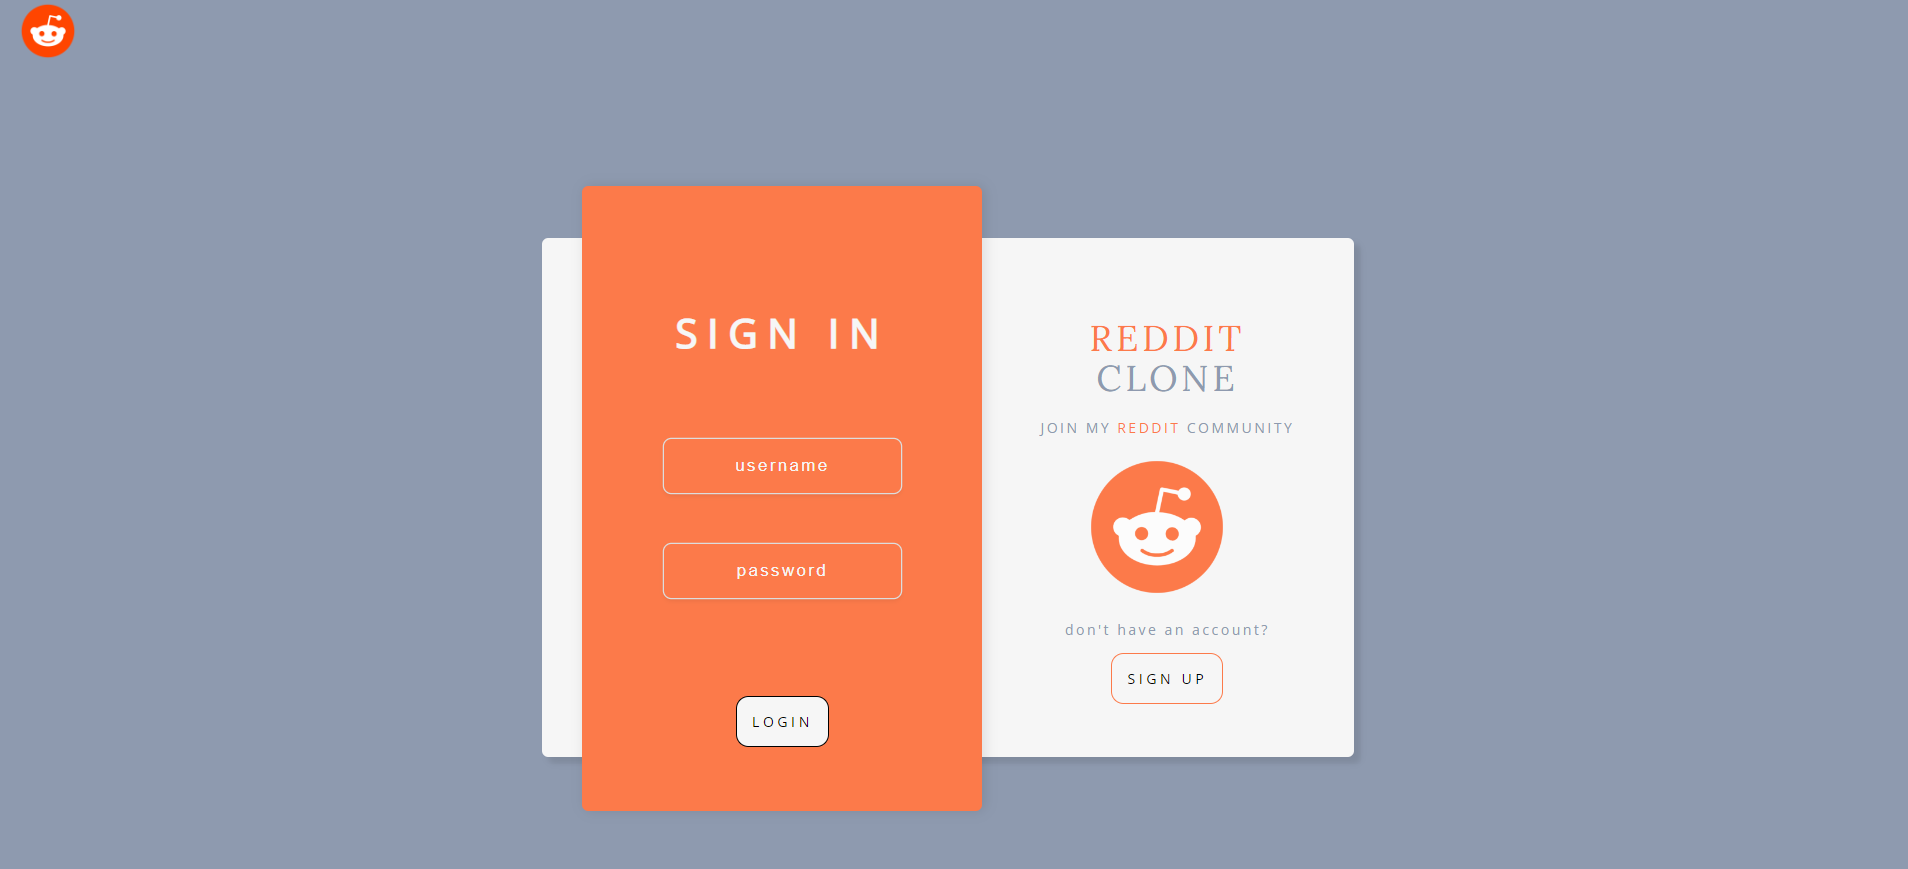 SIGN IN
username
password
LOGIN
REDDIT
CLONE
JOIN MY REDDIT COMMUNITY
don't have an account?
SIGN UP